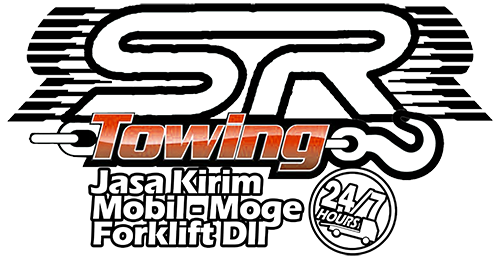 SR
Towing
Jasa Kirim
Mobil - Moge
Forklift Dll
24/7
HOURS